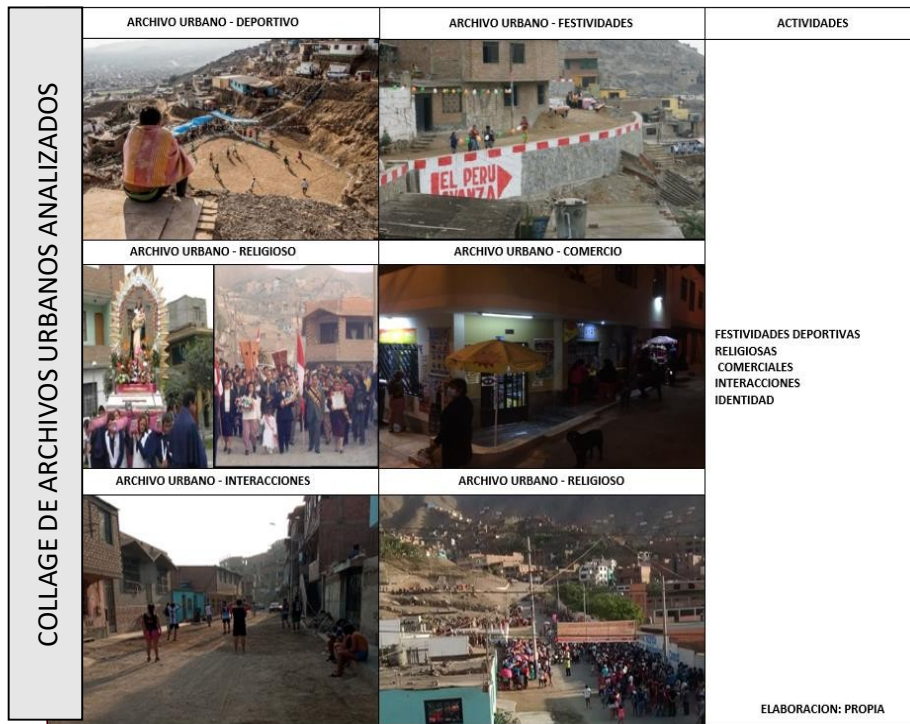 COLLAGE DE ARCHIVOS URBANOS ANALIZADOS
ARCHIVO URBANO - DEPORTIVO
ARCHIVO URBANO - FESTIVIDADES
ACTIVIDADES
EL PERU
AVANZA
ARCHIVO URBANO - RELIGIOSO
ARCHIVO URBANO - COMERCIO
FESTIVIDADES DEPORTIVAS
RELIGIOSAS
COMERCIALES
INTERACCIONES
IDENTIDAD
ARCHIVO URBANO - INTERACCIONES
ARCHIVO URBANO - RELIGIOSO
ELABORACION: PROPIA